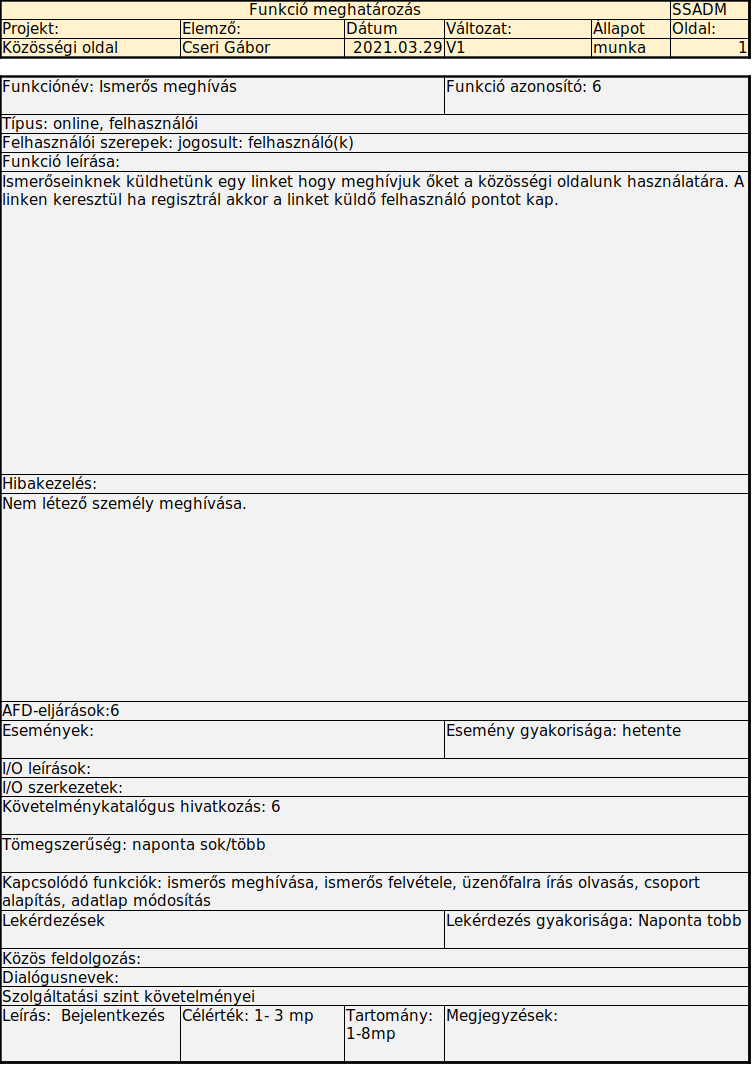 Funkció meghatározás SSADM
Projekt: Elemző: Dátum Változat: Állapot Oldal:
Közösségi oldal Cseri Gábor 2021.03.29 V1 munka 1
Funkciónév: Ismerős meghívás Funkció azonosító: 6
Típus: online, felhasználói
Felhasználói szerepek: jogosult: felhasználó(k)
Funkció leírása:
Ismerőseinknek küldhetünk egy linket hogy meghívjuk őket a közösségi oldalunk használatára. A
linken keresztül ha regisztrál akkor a linket küldő felhasználó pontot kap.
Hibakezelés:
Nem létező személy meghívása.
AFD-eljárások:6
Események: Esemény gyakorisága: hetente
I/O leírások:
I/O szerkezetek:
Követelménykatalógus hivatkozás: 6
Tömegszerűség: naponta sok/több
Kapcsolódó funkciók: ismerős meghívása, ismerős felvétele, üzenőfalra írás olvasás, csoport
alapítás, adatlap módosítás
Lekérdezések Lekérdezés gyakorisága: Naponta tobb
Közös feldolgozás:
Dialógusnevek:
Szolgáltatási szint követelményei
Leírás: Bejelentkezés Célérték: 1- 3 mp Tartomány: Megjegyzések:
1-8mp